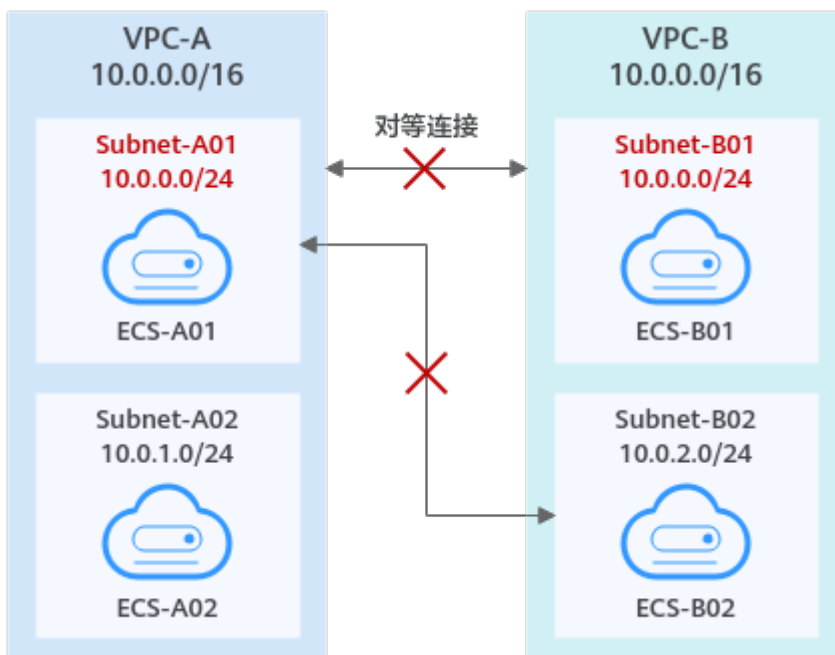 VPC-A
10.0.0.0/16
Subnet-A01
10.0.0.0/24
ECS-A01
Subnet-A02
10.0.1.0/24
ECS-A02
对等连接
VPC-B
10.0.0.0/16
Subnet-B01
10.0.0.0/24
ECS-B01
Subnet-B02
10.0.2.0/24
ECS-B02